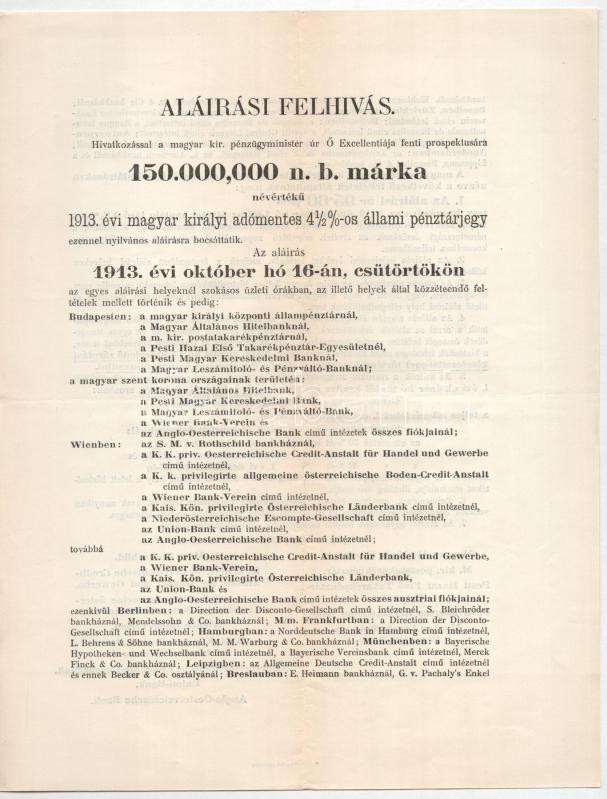 ALÁIRÁSI FELHIVÁS.
Hivatkozással a magyar kir. pénzügyminister úr Ő Excellentiája fenti prospektusára
150.000,000 n. b. márka
névértékű
1913. évi magyar királyi adómentes 4½%-os állami pénztárjegy
ezennel nyilvános aláirásra bocsáttatik.
Az aláirás
1913. évi október hó 16-án, csütörtökön
az egyes aláirási helyeknél szokásos üzleti órákban, az illető helyek által közzéteendő fel-
tételek mellett történik és pedig:
Budapesten: a magyar királyi központi állampénztárnál,
a Magyar Általános Hitelbanknál,
a m. kir. postatakarékpénztárnál,
a Pesti Hazai Első Takarékpénztár-Egyesületnél,
a Pesti Magyar Kereskedelmi Banknál,
a Magyar Leszámitoló- és Pénzváltó-Banknál;
a magyar szent korona országainak területén:
a Magyar Általános Hitelbank,
a Pesti Magyar Kereskedelmi Bank,
a Magyar Leszámitoló- és Pénzváltó-Bank,
a Wiener Bank-Verein és
az Anglo-Oesterreichische Bank című intézetek összes fiókjainál;
Wienben: az S. M. v. Rothschild bankháznál,
a K. K. priv. Oesterreichische Credit-Anstalt für Handel und Gewerbe
című intézetnél,
a K. k. privilegirte allgemeine österreichische Boden-Credit-Anstalt
című intézetnél,
a Wiener Bank-Verein című intézetnél,
a Kais. Kön. privilegirte Österreichische Länderbank című intézetnél,
a Niederösterreichische Escompte-Gesellschaft című intézetnél,
az Union-Bank című intézetnél,
az Anglo-Oesterreichische Bank című intézetnél;
továbbá
a K. K. priv. Oesterreichische Credit-Anstalt für Handel und Gewerbe,
a Wiener Bank-Verein,
a Kais. Kön. privilegirte Österreichische Länderbank,
az Union-Bank és
az Anglo-Oesterreichische Bank című intézetek összes ausztriai fiókjainál;
ezenkivül Berlinben: a Direction der Disconto-Gesellschaft című intézetnél, S. Bleichröder
bankháznál, Mendelssohn & Co. bankháznál; M/m. Frankfurtban: a Direction der Disconto-
Gesellschaft című intézetnél; Hamburgban: a Norddeutsche Bank in Hamburg című intézetnél,
L. Behrens & Söhne bankháznál, M. M. Warburg & Co. bankháznál; Münchenben: a Bayerische
Hypotheken- und Wechselbank című intézetnél, a Bayerische Vereinsbank című intézetnél, Merck
Finck & Co. bankháznál; Leipzigben: az Allgemeine Deutsche Credit-Anstalt című intézetnél
és ennek Becker & Co. osztályánál; Breslauban: E. Heimann bankháznál, G. v. Pachaly's Enkel